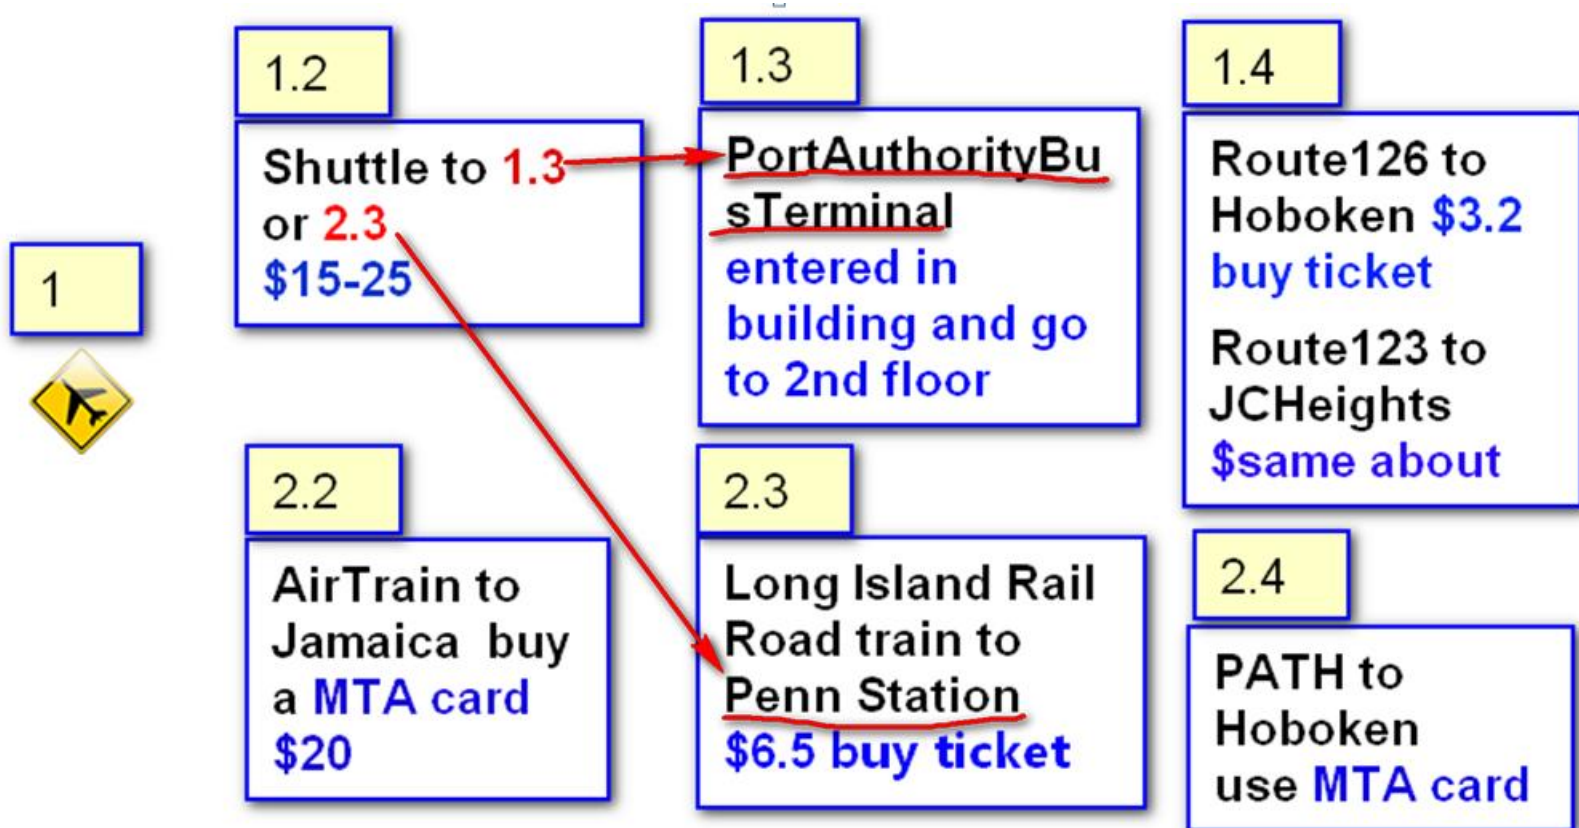 1
1.2
Shuttle to 1.3
or 2.3
$15-25
1.3
PortAuthorityBu
sTerminal
entered in
building and go
to 2nd floor
1.4
Route126 to
Hoboken $3.2
buy ticket
Route123 to
JCHeights
$same about
2.2
AirTrain to
Jamaica  buy
a MTA card
$20
2.3
Long Island Rail
Road train to
Penn Station
$6.5 buy ticket
2.4
PATH to
Hoboken
use MTA card